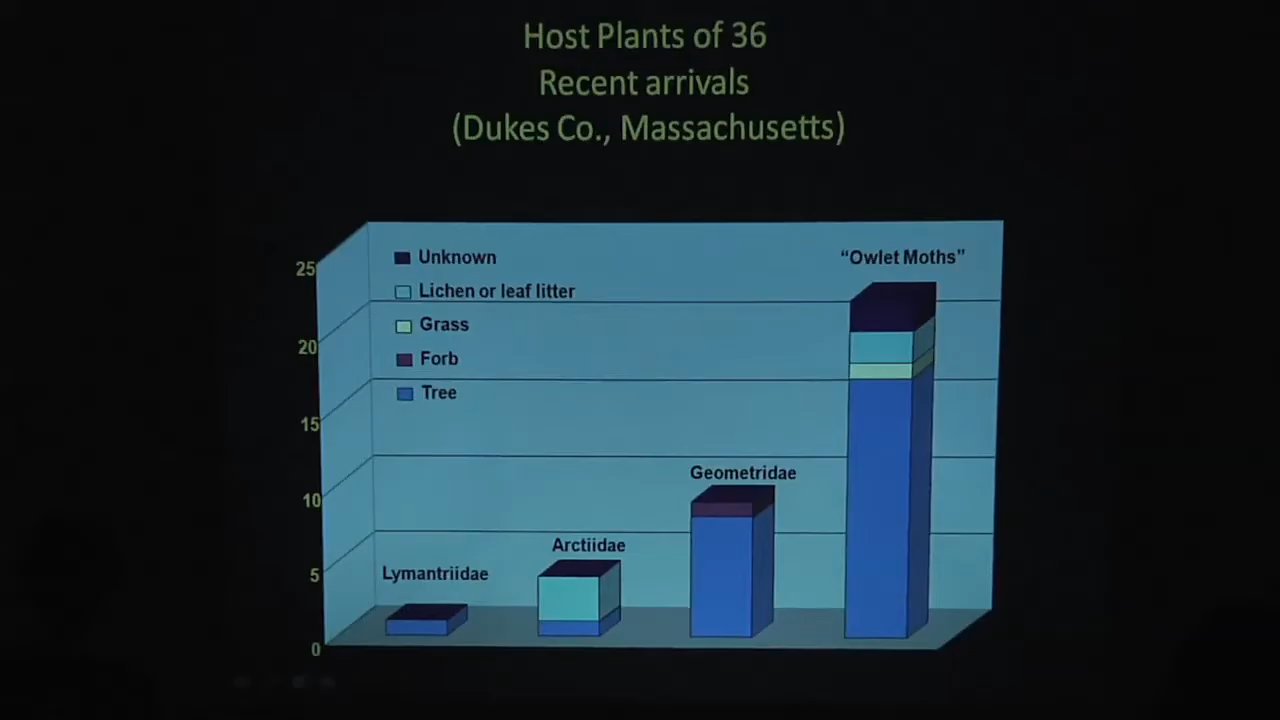 Host Plants of 36
Recent arrivals
(Dukes Co., Massachusetts)
25
20
15
10
5
0
Unknown
Lichen or leaf litter
Grass
Forb
Tree
Lymantriidae
Arctiidae
Geometridae
“Owlet Moths”